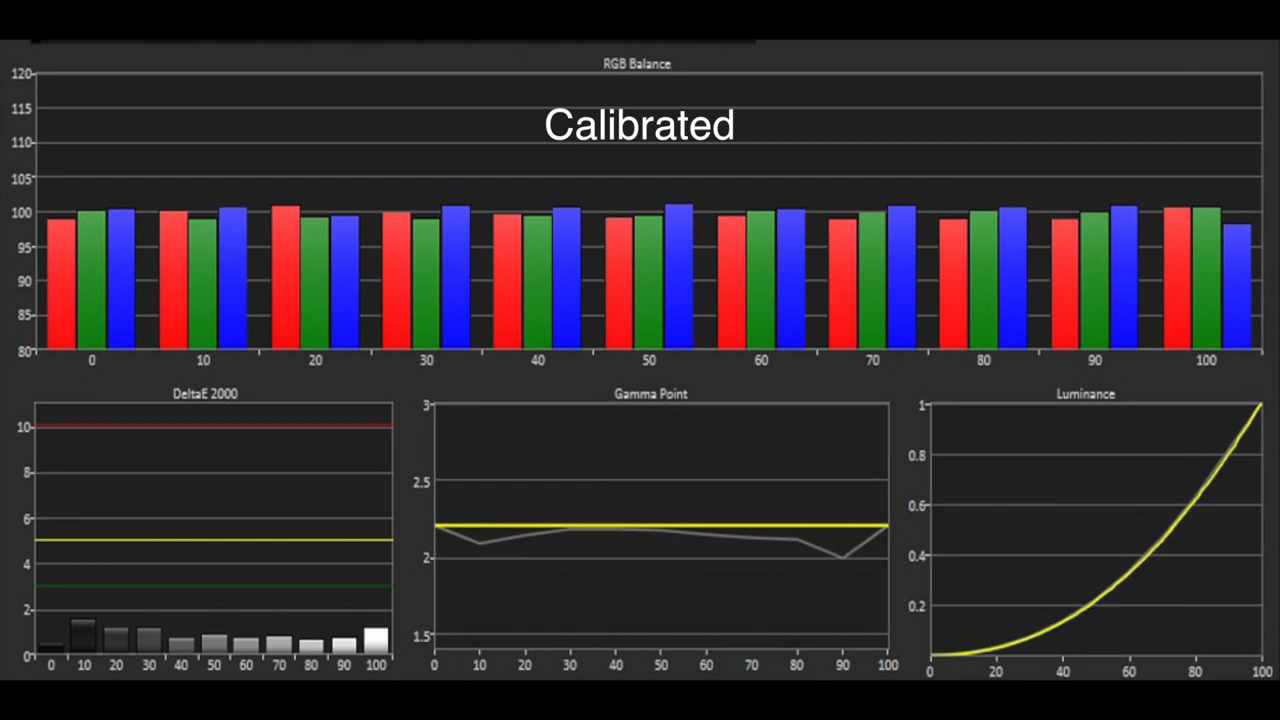 RGB Balance
Calibrated
120
115
110
105
100
95
90
85
80
0 10 20 30 40 50 60 70 80 90 100
DeltaE 2000
10
8
6
4
2
0
0 10 20 30 40 50 60 70 80 90 100
Gamma Point
3
2.5
2
1.5
0 10 20 30 40 50 60 70 80 90 100
Luminance
1
0.8
0.6
0.4
0.2
0 20 40 60 80 100